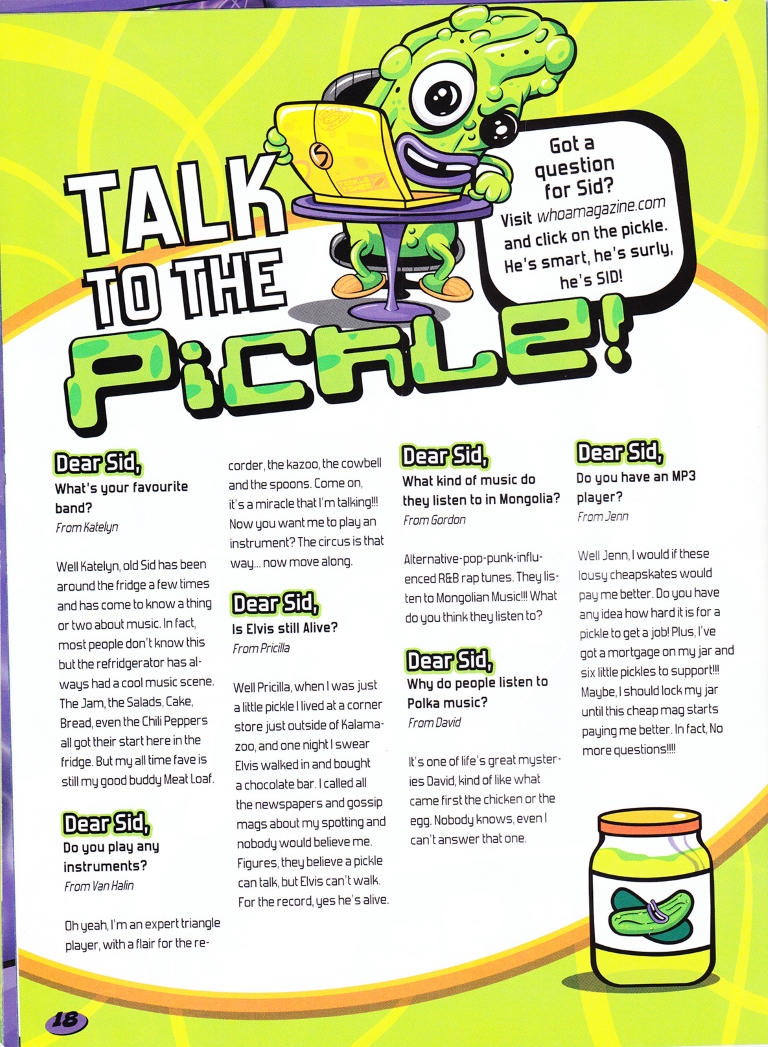 TALK
TO THE
PiCKLE!
Got a
question
for Sid?
Visit whoamagazine.com
and click on the pickle.
He's smart, he's surly,
he's SID!
Dear Sid,
What's your favourite
band?
From Katelyn
Well Katelyn, old Sid has been
around the fridge a few times
and has come to know a thing
or two about music. In fact,
most people don't know this
but the refridgerator has al-
ways had a cool music scene.
The Jam, the Salads, Cake,
Bread, even the Chili Peppers
all got their start here in the
fridge. But my all time fave is
still my good buddy Meat Loaf.
Dear Sid,
Do you play any
instruments?
From Van Halin
Oh yeah, I'm an expert triangle
player, with a flair for the re-
corder, the kazoo, the cowbell
and the spoons. Come on,
it's a miracle that I'm talking!!!
Now you want me to play an
instrument? The circus is that
way... now move along.
Dear Sid,
Is Elvis still Alive?
From Pricilla
Well Pricilla, when I was just
a little pickle I lived at a corner
store just outside of Kalama-
zoo, and one night I swear
Elvis walked in and bought
a chocolate bar. I called all
the newspapers and gossip
mags about my spotting and
nobody would believe me.
Figures, they believe a pickle
can talk, but Elvis can't walk.
For the record, yes he's alive.
Dear Sid,
What kind of music do
they listen to in Mongolia?
From Gordon
Alternative-pop-punk-influ-
enced R&B rap tunes. They lis-
ten to Mongolian Music!!! What
do you think they listen to?
Dear Sid,
Why do people listen to
Polka music?
From David
It's one of life's great myster-
ies David, kind of like what
came first the chicken or the
egg. Nobody knows, even I
can't answer that one.
Dear Sid,
Do you have an MP3
player?
From Jenn
Well Jenn, I would if these
lousy cheapskates would
pay me better. Do you have
any idea how hard it is for a
pickle to get a job! Plus, I've
got a mortgage on my jar and
six little pickles to support!!!
Maybe, I should lock my jar
until this cheap mag starts
paying me better. In fact, No
more questions!!!!
18